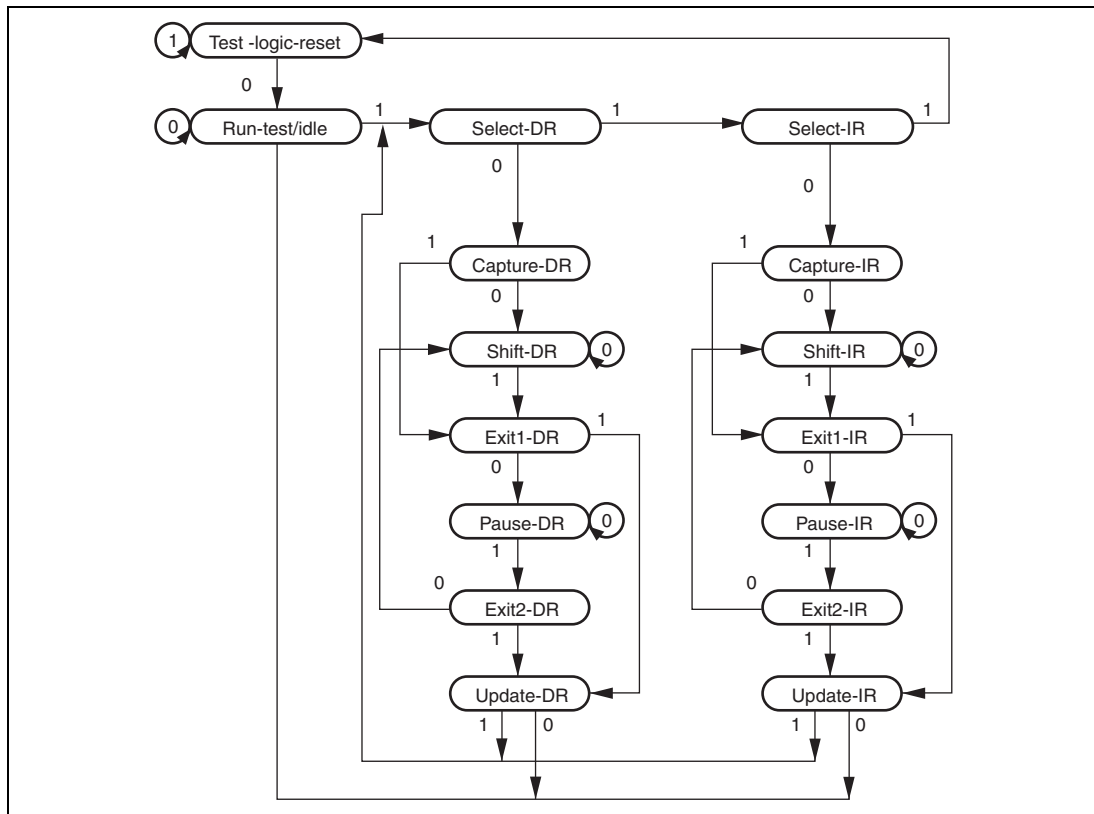 1 Test -logic-reset
0
0 Run-test/idle 1 Select-DR 1 Select-IR 1
0 0
1 1
Capture-DR Capture-IR
0 0
Shift-DR 0 Shift-IR 0
1 1
Exit1-DR 1 Exit1-IR 1
0 0
Pause-DR 0 Pause-IR 0
1 1
0 0
Exit2-DR Exit2-IR
1 1
Update-DR Update-IR
1 0 1 0